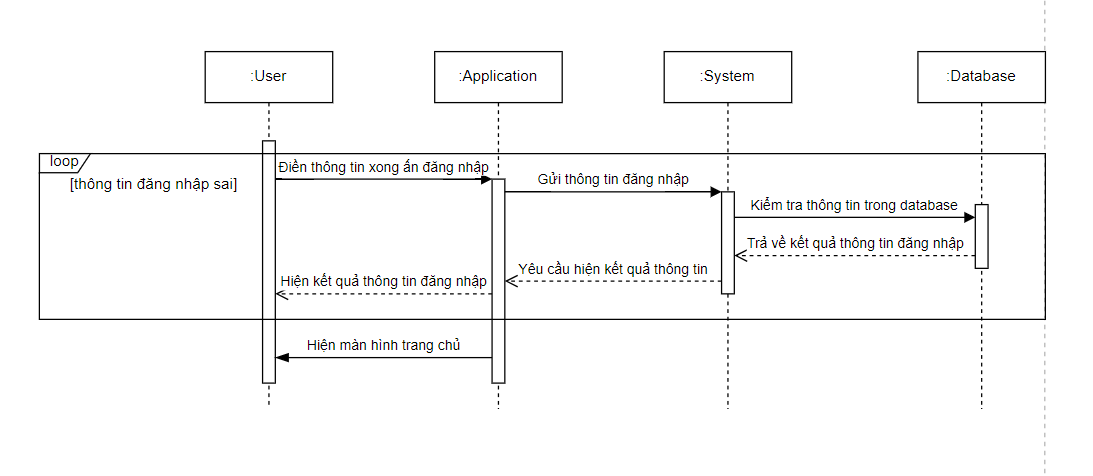 :User
:Application
:System
:Database
loop
[thông tin đăng nhập sai]
Điền thông tin xong ấn đăng nhập
Gửi thông tin đăng nhập
Kiểm tra thông tin trong database
Trả về kết quả thông tin đăng nhập
Yêu cầu hiện kết quả thông tin
Hiện kết quả thông tin đăng nhập
Hiện màn hình trang chủ